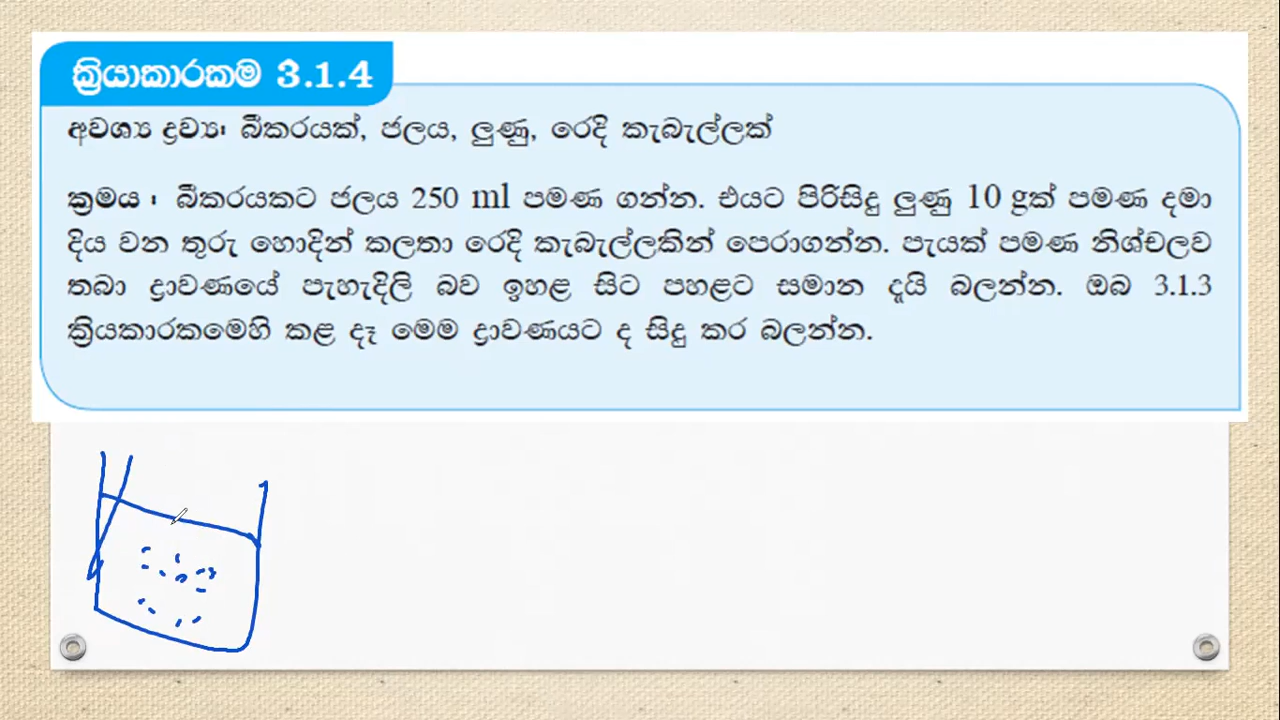 ක්‍රියාකාරකම 3.1.4
අවශ්‍ය ද්‍රව්‍ය: බීකරයක්, ජලය, ලුණු, රෙදි කැබැල්ලක්
ක්‍රමය : බීකරයකට ජලය 250 ml පමණ ගන්න. එයට පිරිසිදු ලුණු 10 gක් පමණ දමා
දිය වන තුරු හොදින් කලතා රෙදි කැබැල්ලකින් පෙරාගන්න. පැයක් පමණ නිශ්චලව
තබා ද්‍රාවණයේ පැහැදිලි බව ඉහළ සිට පහළට සමාන දැයි බලන්න. ඔබ 3.1.3
ක්‍රියකාරකමෙහි කළ දෑ මෙම ද්‍රාවණයට ද සිදු කර බලන්න.